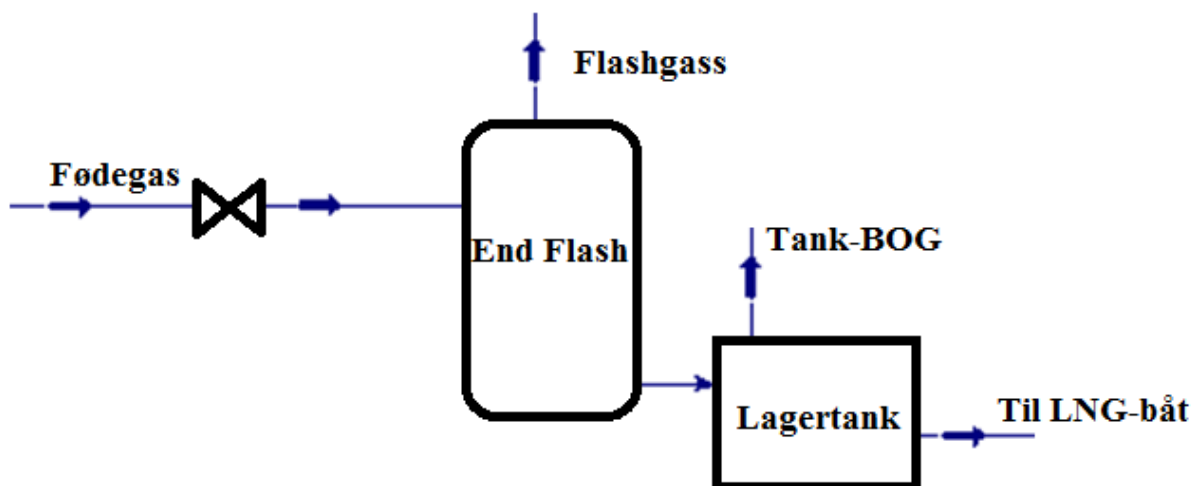 Flashgass
Fødegas
End Flash
Tank-BOG
Lagertank
Til LNG-båt